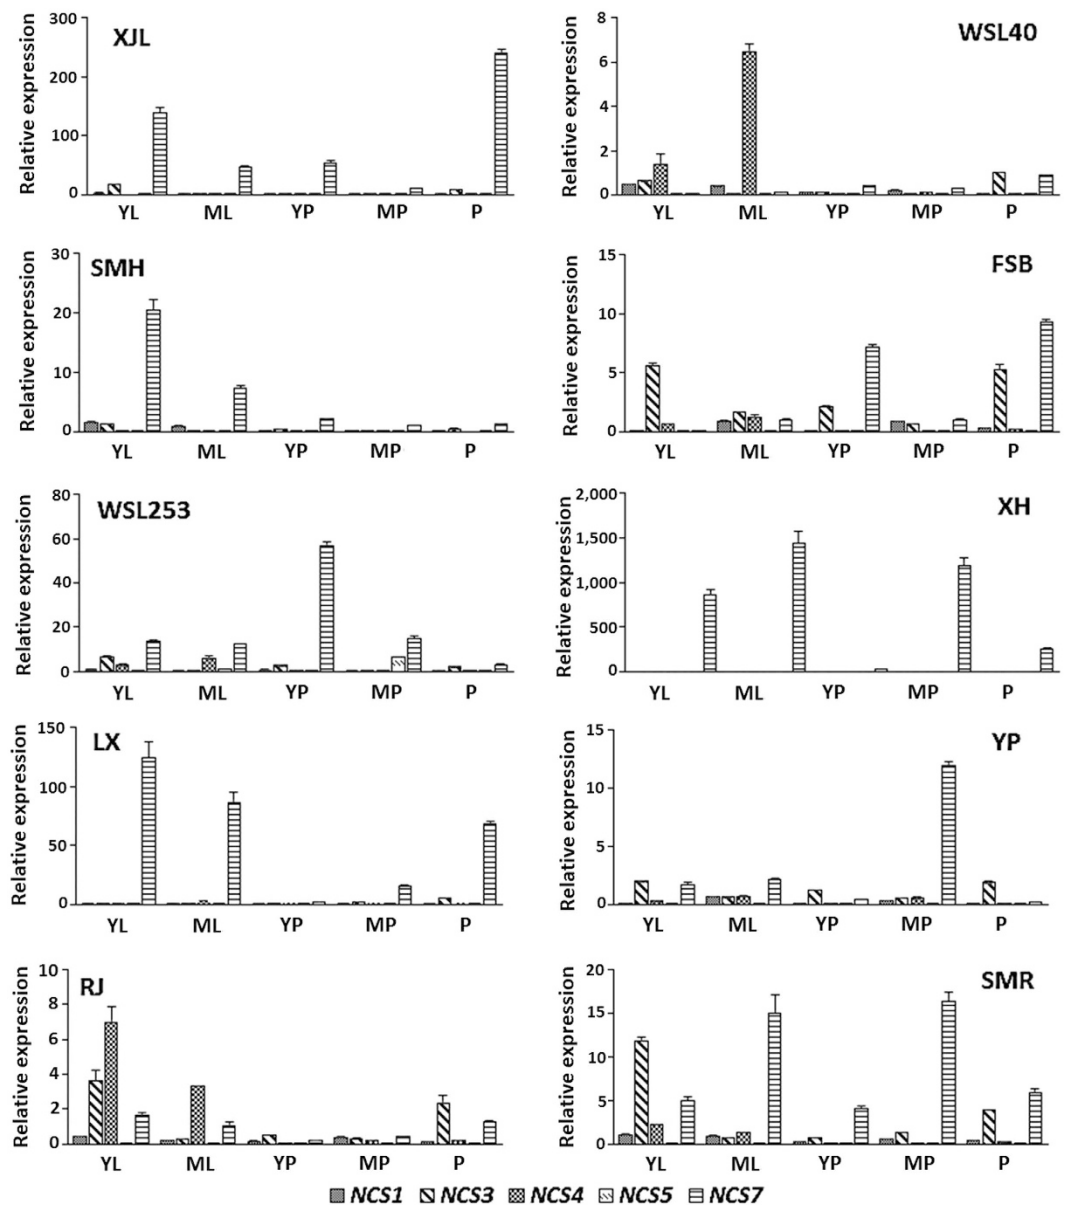 XJL
Relative expression
300
200
100
0
YL ML YP MP P
WSL40
Relative expression
8
6
4
2
0
YL ML YP MP P
SMH
Relative expression
30
20
10
0
YL ML YP MP P
FSB
Relative expression
15
10
5
0
YL ML YP MP P
WSL253
Relative expression
80
60
40
20
0
YL ML YP MP P
XH
Relative expression
2,000
1,500
1,000
500
0
YL ML YP MP P
LX
Relative expression
150
100
50
0
YL ML YP MP P
YP
Relative expression
15
10
5
0
YL ML YP MP P
RJ
Relative expression
10
8
6
4
2
0
YL ML YP MP P
SMR
Relative expression
20
15
10
5
0
YL ML YP MP P
NCS1 NCS3 NCS4 NCS5 NCS7